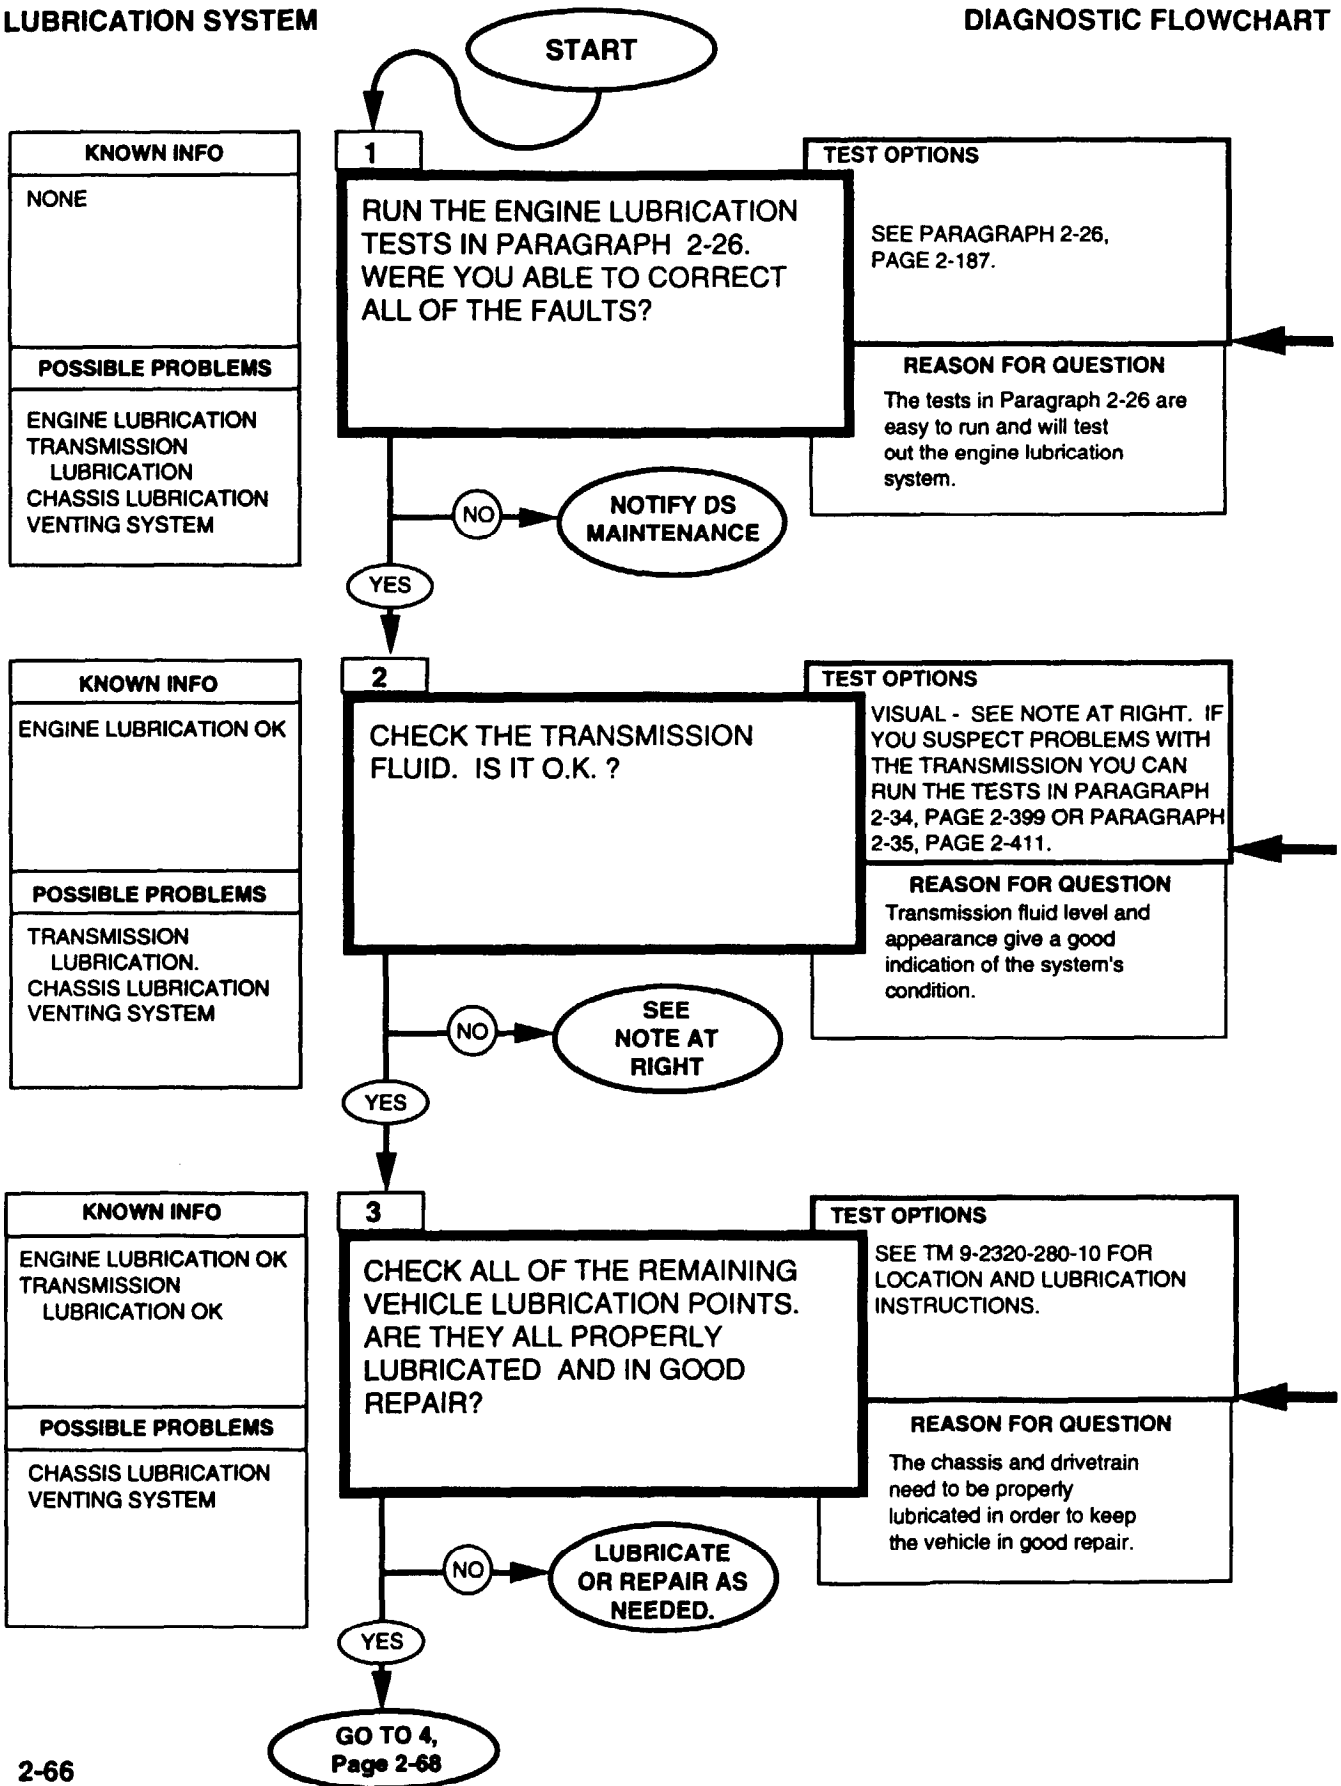 LUBRICATION SYSTEM
DIAGNOSTIC FLOWCHART
START
KNOWN INFO
NONE
POSSIBLE PROBLEMS
ENGINE LUBRICATION
TRANSMISSION
LUBRICATION
CHASSIS LUBRICATION
VENTING SYSTEM
1
RUN THE ENGINE LUBRICATION
TESTS IN PARAGRAPH 2-26.
WERE YOU ABLE TO CORRECT
ALL OF THE FAULTS?
TEST OPTIONS
SEE PARAGRAPH 2-26,
PAGE 2-187.
REASON FOR QUESTION
The tests in Paragraph 2-26 are
easy to run and will test
out the engine lubrication
system.
NO
NOTIFY DS
MAINTENANCE
YES
KNOWN INFO
ENGINE LUBRICATION OK
POSSIBLE PROBLEMS
TRANSMISSION
LUBRICATION.
CHASSIS LUBRICATION
VENTING SYSTEM
2
CHECK THE TRANSMISSION
FLUID. IS IT O.K. ?
TEST OPTIONS
VISUAL - SEE NOTE AT RIGHT. IF
YOU SUSPECT PROBLEMS WITH
THE TRANSMISSION YOU CAN
RUN THE TESTS IN PARAGRAPH
2-34, PAGE 2-399 OR PARAGRAPH
2-35, PAGE 2-411.
REASON FOR QUESTION
Transmission fluid level and
appearance give a good
indication of the system's
condition.
NO
SEE
NOTE AT
RIGHT
YES
KNOWN INFO
ENGINE LUBRICATION OK
TRANSMISSION
LUBRICATION OK
POSSIBLE PROBLEMS
CHASSIS LUBRICATION
VENTING SYSTEM
3
CHECK ALL OF THE REMAINING
VEHICLE LUBRICATION POINTS.
ARE THEY ALL PROPERLY
LUBRICATED AND IN GOOD
REPAIR?
TEST OPTIONS
SEE TM 9-2320-280-10 FOR
LOCATION AND LUBRICATION
INSTRUCTIONS.
REASON FOR QUESTION
The chassis and drivetrain
need to be properly
lubricated in order to keep
the vehicle in good repair.
NO
LUBRICATE
OR REPAIR AS
NEEDED.
YES
GO TO 4,
Page 2-68
2-66